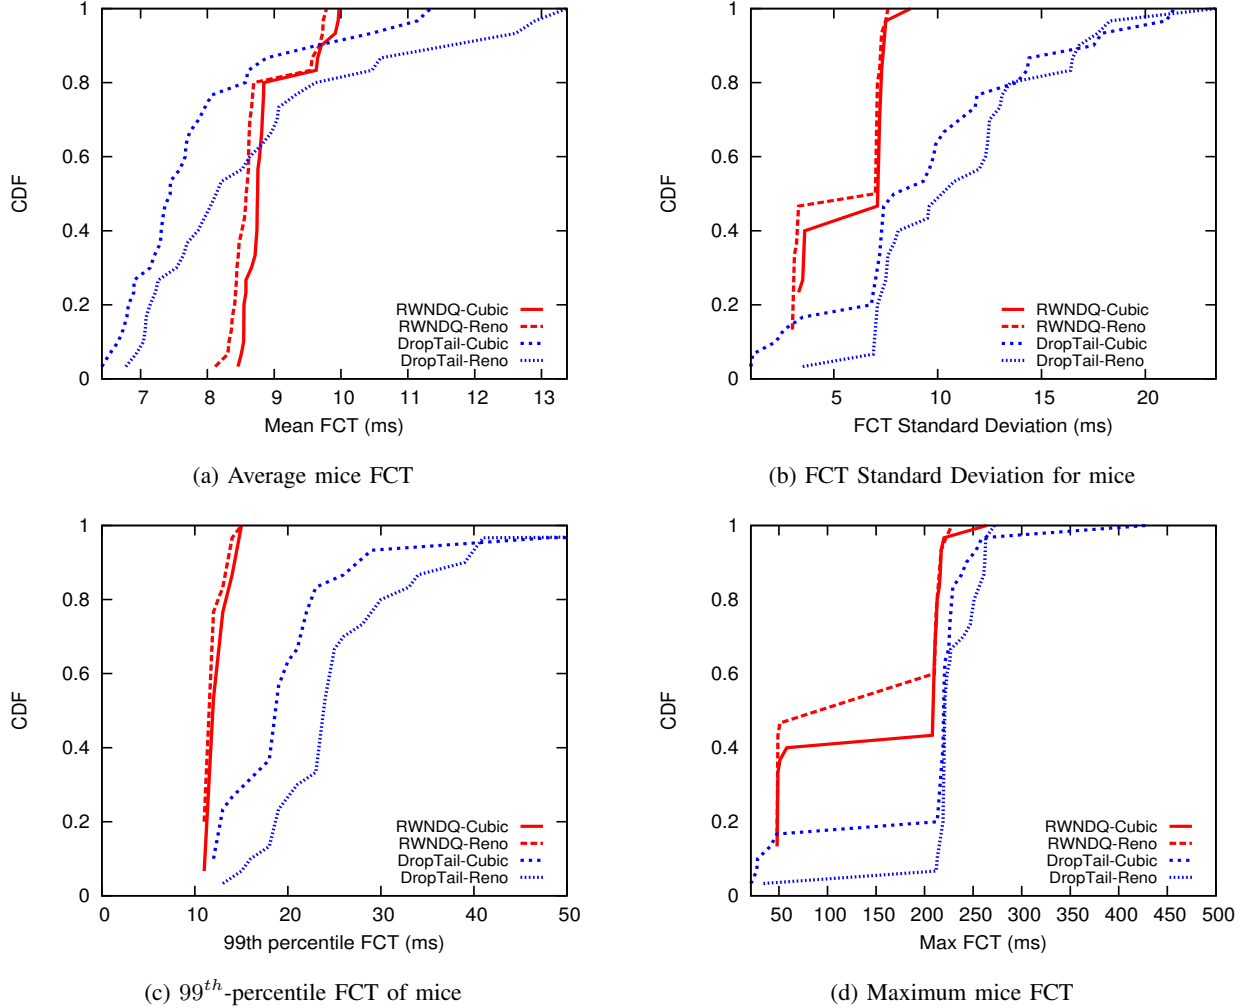 1
0.8
0.6
0.4
0.2
0
CDF
7 8 9 10 11 12 13
Mean FCT (ms)
RWNDQ-Cubic
RWNDQ-Reno
DropTail-Cubic
DropTail-Reno
(a) Average mice FCT
1
0.8
0.6
0.4
0.2
0
CDF
5 10 15 20
FCT Standard Deviation (ms)
RWNDQ-Cubic
RWNDQ-Reno
DropTail-Cubic
DropTail-Reno
(b) FCT Standard Deviation for mice
1
0.8
0.6
0.4
0.2
0
CDF
0 10 20 30 40 50
99th percentile FCT (ms)
RWNDQ-Cubic
RWNDQ-Reno
DropTail-Cubic
DropTail-Reno
(c) 99th-percentile FCT of mice
1
0.8
0.6
0.4
0.2
0
CDF
50 100 150 200 250 300 350 400 450 500
Max FCT (ms)
RWNDQ-Cubic
RWNDQ-Reno
DropTail-Cubic
DropTail-Reno
(d) Maximum mice FCT